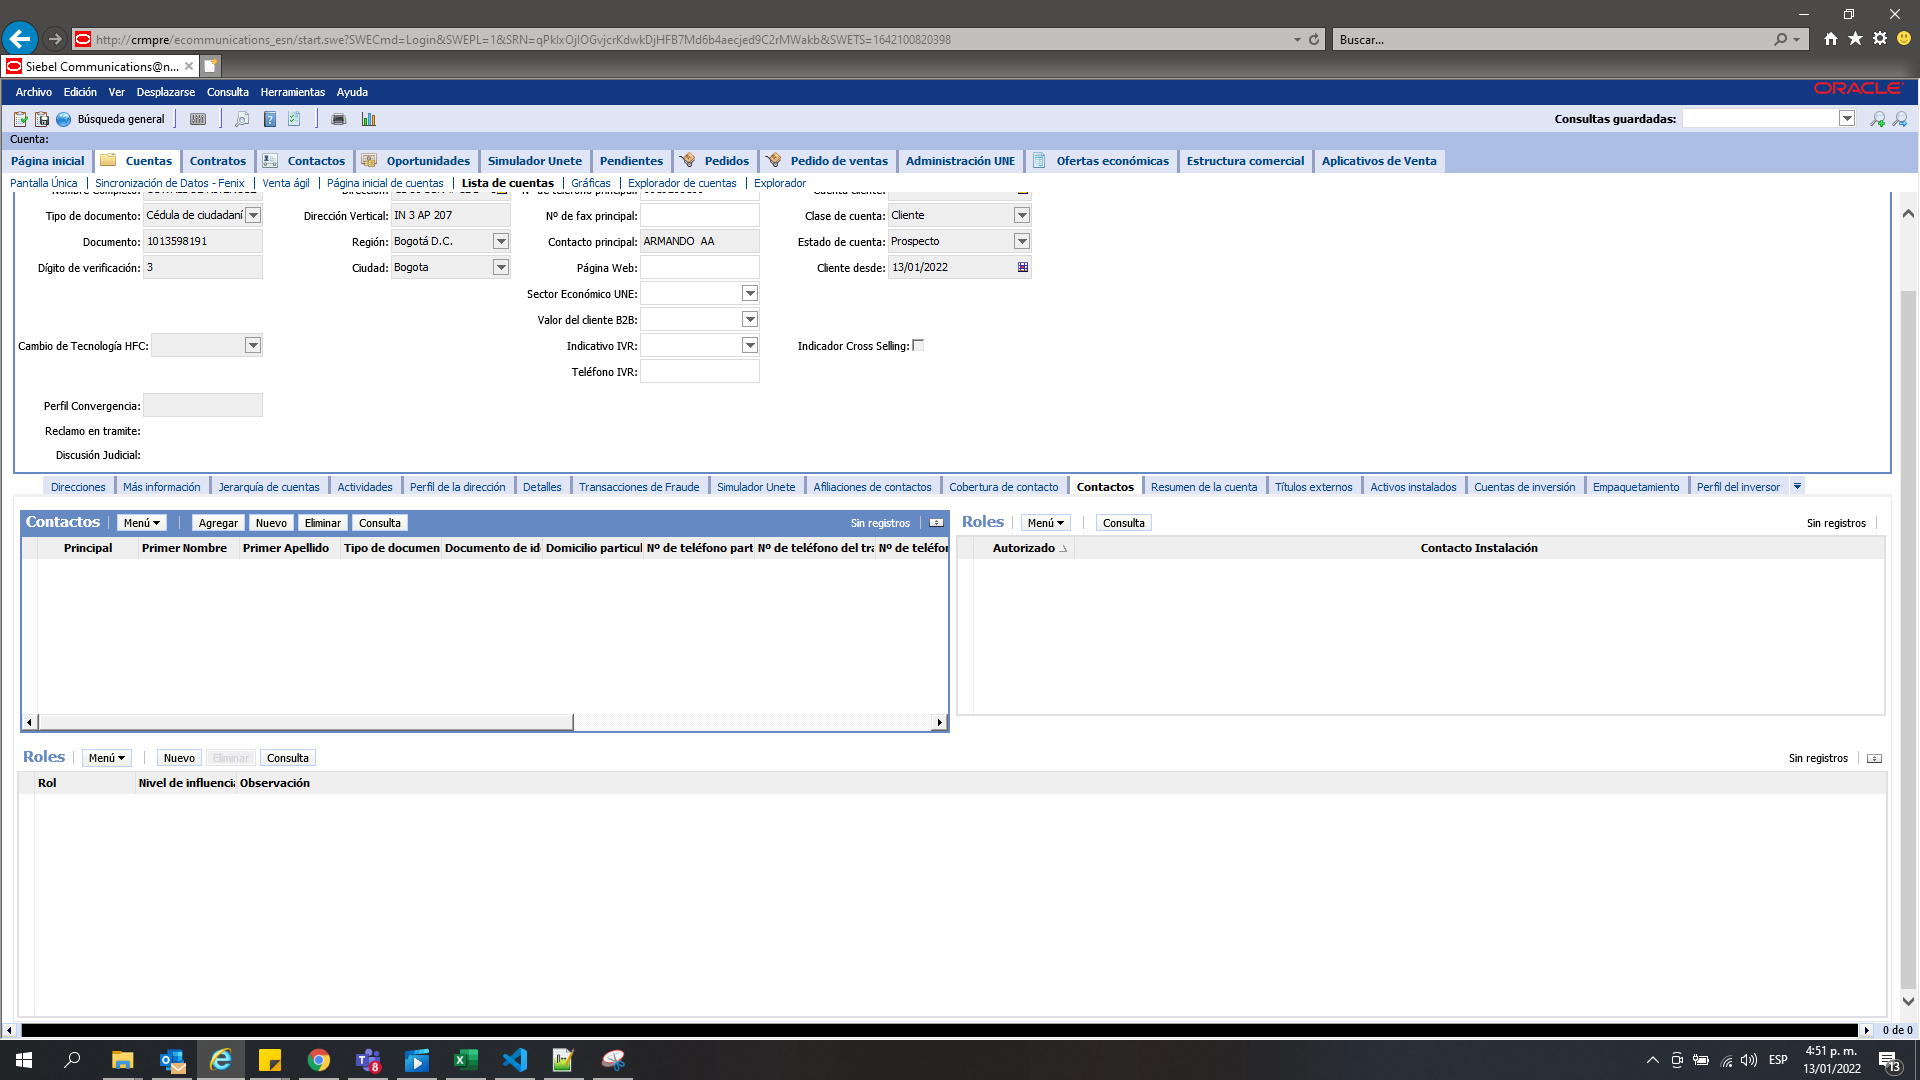 http://crmpre/ecommunications_esn/start.swe?SWECmd=Login&SWEPL=1&SRN=qPkIxOjlOGvjcrKdwkDjHFB7Md6b4aecjed9C2rMWakb&SWETS=1642100820398
Buscar...
Siebel Communications@n...
Archivo Edición Ver Desplazarse Consulta Herramientas Ayuda
ORACLE
Búsqueda general
Consultas guardadas:
Cuenta:
Página inicial Cuentas Contratos Contactos Oportunidades Simulador Unete Pendientes Pedidos Pedido de ventas Administración UNE Ofertas económicas Estructura comercial Aplicativos de Venta
Pantalla Única Sincronización de Datos - Fenix Venta ágil Página inicial de cuentas Lista de cuentas Gráficas Explorador de cuentas Explorador
Tipo de documento: Cédula de ciudadaní Dirección Vertical: IN 3 AP 207 Nº de fax principal: Clase de cuenta: Cliente
Documento: 1013598191 Región: Bogotá D.C. Contacto principal: ARMANDO AA Estado de cuenta: Prospecto
Dígito de verificación: 3 Ciudad: Bogota Página Web: Cliente desde: 13/01/2022
Sector Económico UNE:
Valor del cliente B2B:
Cambio de Tecnología HFC: Indicativo IVR: Indicador Cross Selling:
Teléfono IVR:
Perfil Convergencia:
Reclamo en tramite:
Discusión Judicial:
Direcciones Más información Jerarquía de cuentas Actividades Perfil de la dirección Detalles Transacciones de Fraude Simulador Unete Afiliaciones de contactos Cobertura de contacto Contactos Resumen de la cuenta Títulos externos Activos instalados Cuentas de inversión Empaquetamiento Perfil del inversor
Contactos Menú Agregar Nuevo Eliminar Consulta Sin registros
Roles Menú Consulta Sin registros
Principal Primer Nombre Primer Apellido Tipo de documen Documento de id Domicilio particul Nº de teléfono part Nº de teléfono del tra Nº de teléfor
Autorizado Contacto Instalación
Roles Menú Nuevo Eliminar Consulta Sin registros
Rol Nivel de influencia Observación
0 de 0
8
ESP
4:51 p. m.
13/01/2022
13